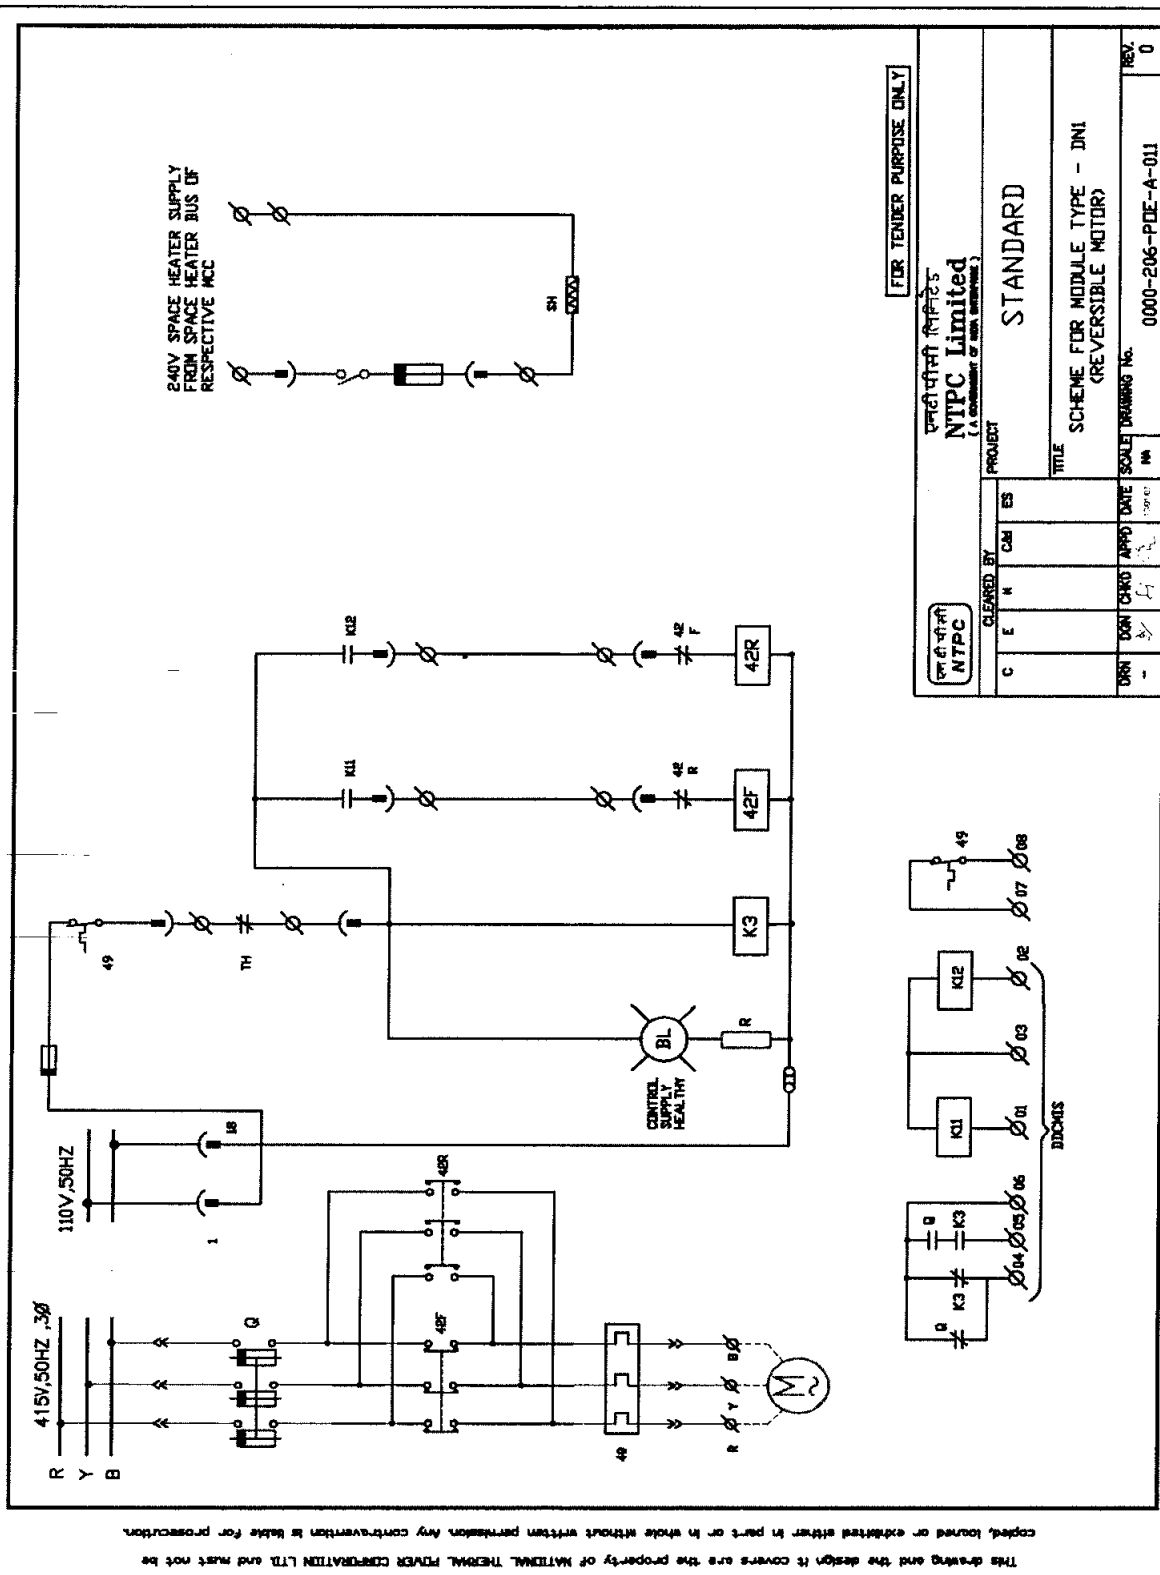 415V,50HZ ,3Ø
R
Y
B
Q
42F
42R
49
R
Y
B
M
110V,50HZ
1
18
49
TH
CONTROL
SUPPLY
HEALTHY
BL
R
K3
K11
42
R
42F
K12
42
F
42R
240V SPACE HEATER SUPPLY
FROM SPACE HEATER BUS OF
RESPECTIVE MCC
SH
Q
K3
Q
K3
04
05
06
K11
01
03
K12
02
DDCMIS
07
08
49
FOR TENDER PURPOSE ONLY
एनटीपीसी
NTPC
एनटीपीसी लिमिटेड
NTPC Limited
( A GOVERNMENT OF INDIA ENTERPRISE )
CLEARED BY
C E M C&I ES
PROJECT
STANDARD
TITLE
SCHEME FOR MODULE TYPE - DN1
(REVERSIBLE MOTOR)
DRN DGN CHKD APPD DATE SCALE DRAWING No. REV.
- NA 0000-206-POE-A-011 0
This drawing and the design it covers are the property of NATIONAL THERMAL POWER CORPORATION LTD. and must not be
copied, loaned or exhibited either in part or in whole without written permission. Any contravention is liable for prosecution.